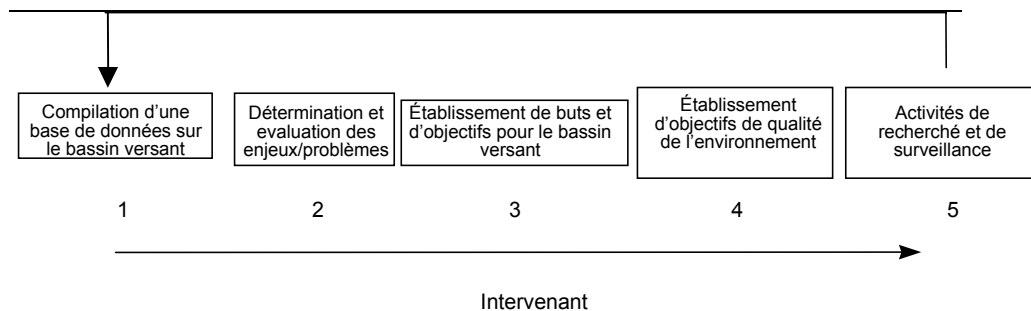 Compilation d’une
base de données sur
le bassin versant
Détermination et
evaluation des
enjeux/problèmes
Établissement de buts et
d’objectifs pour le bassin
versant
Établissement
d’objectifs de qualité
de l’environnement
Activités de
recherché et de
surveillance
1
2
3
4
5
Intervenant